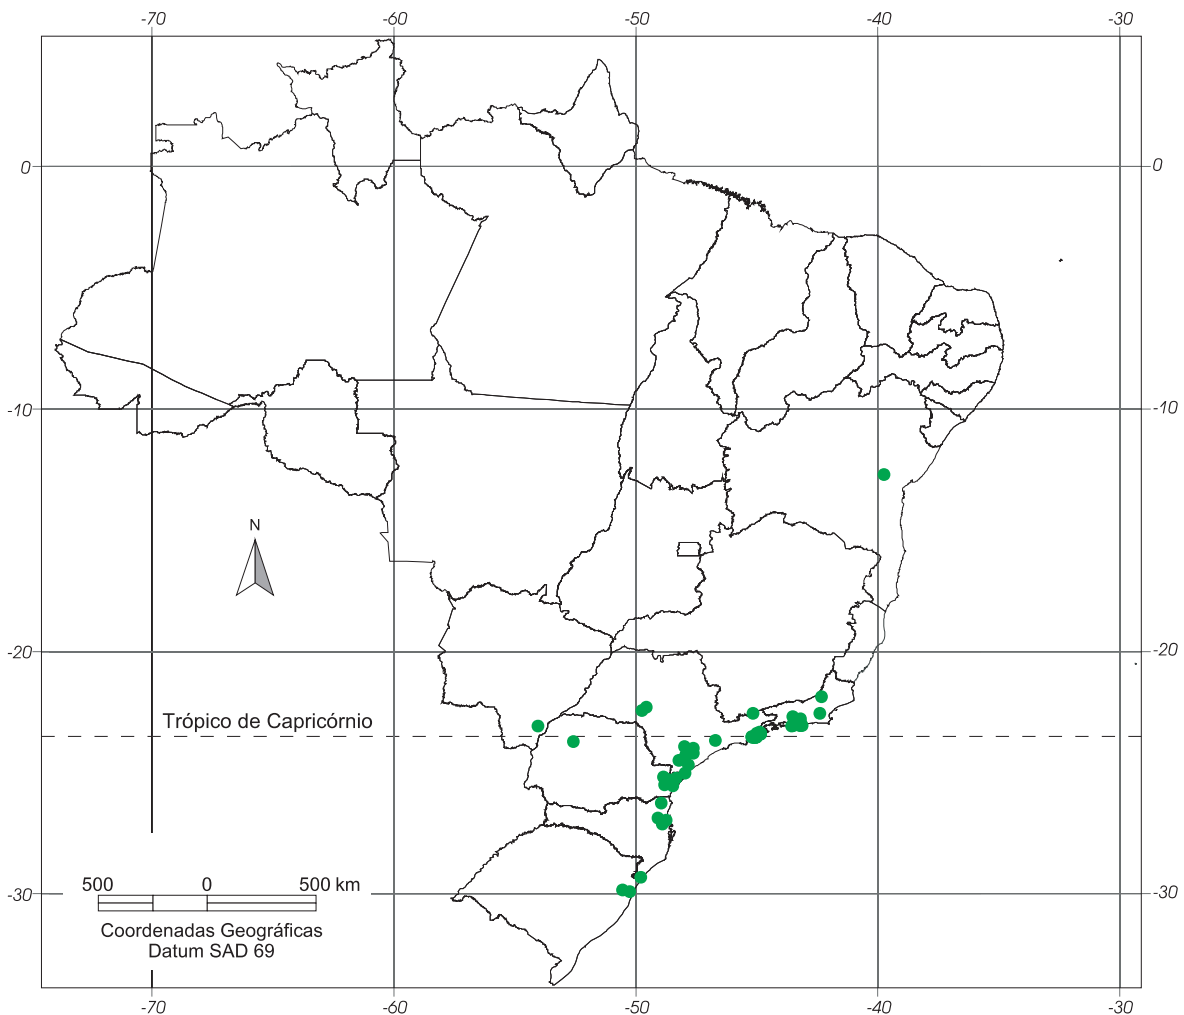 -70 -60 -50 -40 -30
0 0
-10 -10
N
-20 -20
Trópico de Capricórnio
500 0 500 km
-30 -30
Coordenadas Geográficas
Datum SAD 69
-70 -60 -50 -40 -30